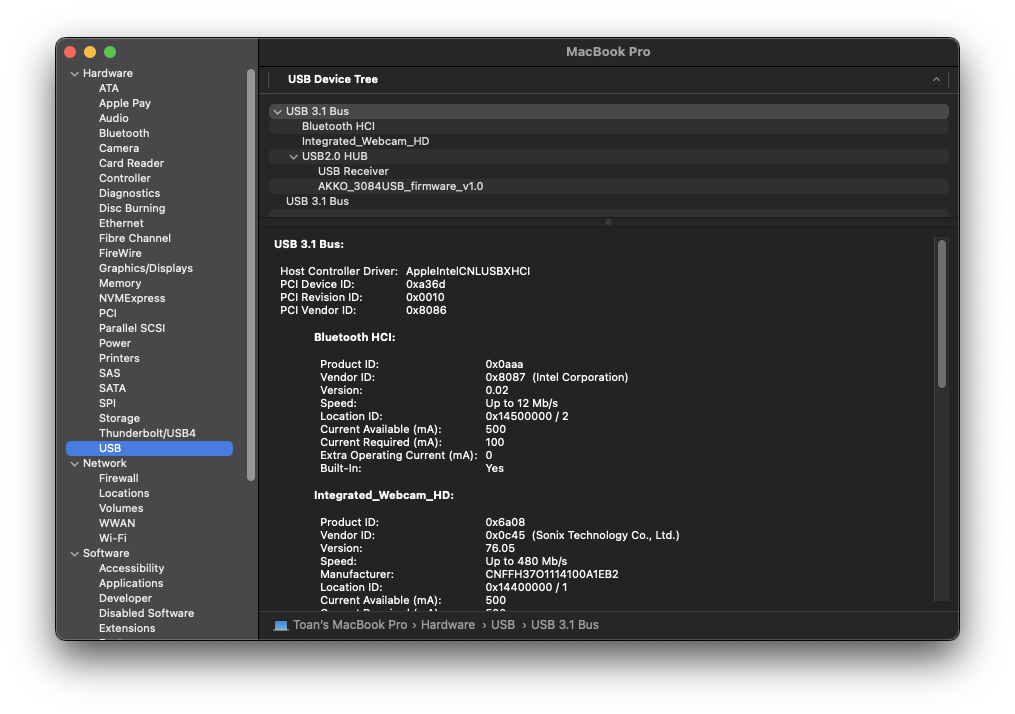 MacBook Pro
Hardware
ATA
Apple Pay
Audio
Bluetooth
Camera
Card Reader
Controller
Diagnostics
Disc Burning
Ethernet
Fibre Channel
FireWire
Graphics/Displays
Memory
NVMExpress
PCI
Parallel SCSI
Power
Printers
SAS
SATA
SPI
Storage
Thunderbolt/USB4
USB
Network
Firewall
Locations
Volumes
WWAN
Wi-Fi
Software
Accessibility
Applications
Developer
Disabled Software
Extensions
USB Device Tree
USB 3.1 Bus
Bluetooth HCI
Integrated_Webcam_HD
USB2.0 HUB
USB Receiver
AKKO_3084USB_firmware_v1.0
USB 3.1 Bus
USB 3.1 Bus:
Host Controller Driver: AppleIntelCNLUSBXHCI
PCI Device ID: 0xa36d
PCI Revision ID: 0x0010
PCI Vendor ID: 0x8086
Bluetooth HCI:
Product ID: 0x0aaa
Vendor ID: 0x8087 (Intel Corporation)
Version: 0.02
Speed: Up to 12 Mb/s
Location ID: 0x14500000 / 2
Current Available (mA): 500
Current Required (mA): 100
Extra Operating Current (mA): 0
Built-In: Yes
Integrated_Webcam_HD:
Product ID: 0x6a08
Vendor ID: 0x0c45 (Sonix Technology Co., Ltd.)
Version: 76.05
Speed: Up to 480 Mb/s
Manufacturer: CNFFH37O1114100A1EB2
Location ID: 0x14400000 / 1
Current Available (mA): 500
Toan's MacBook Pro › Hardware › USB › USB 3.1 Bus